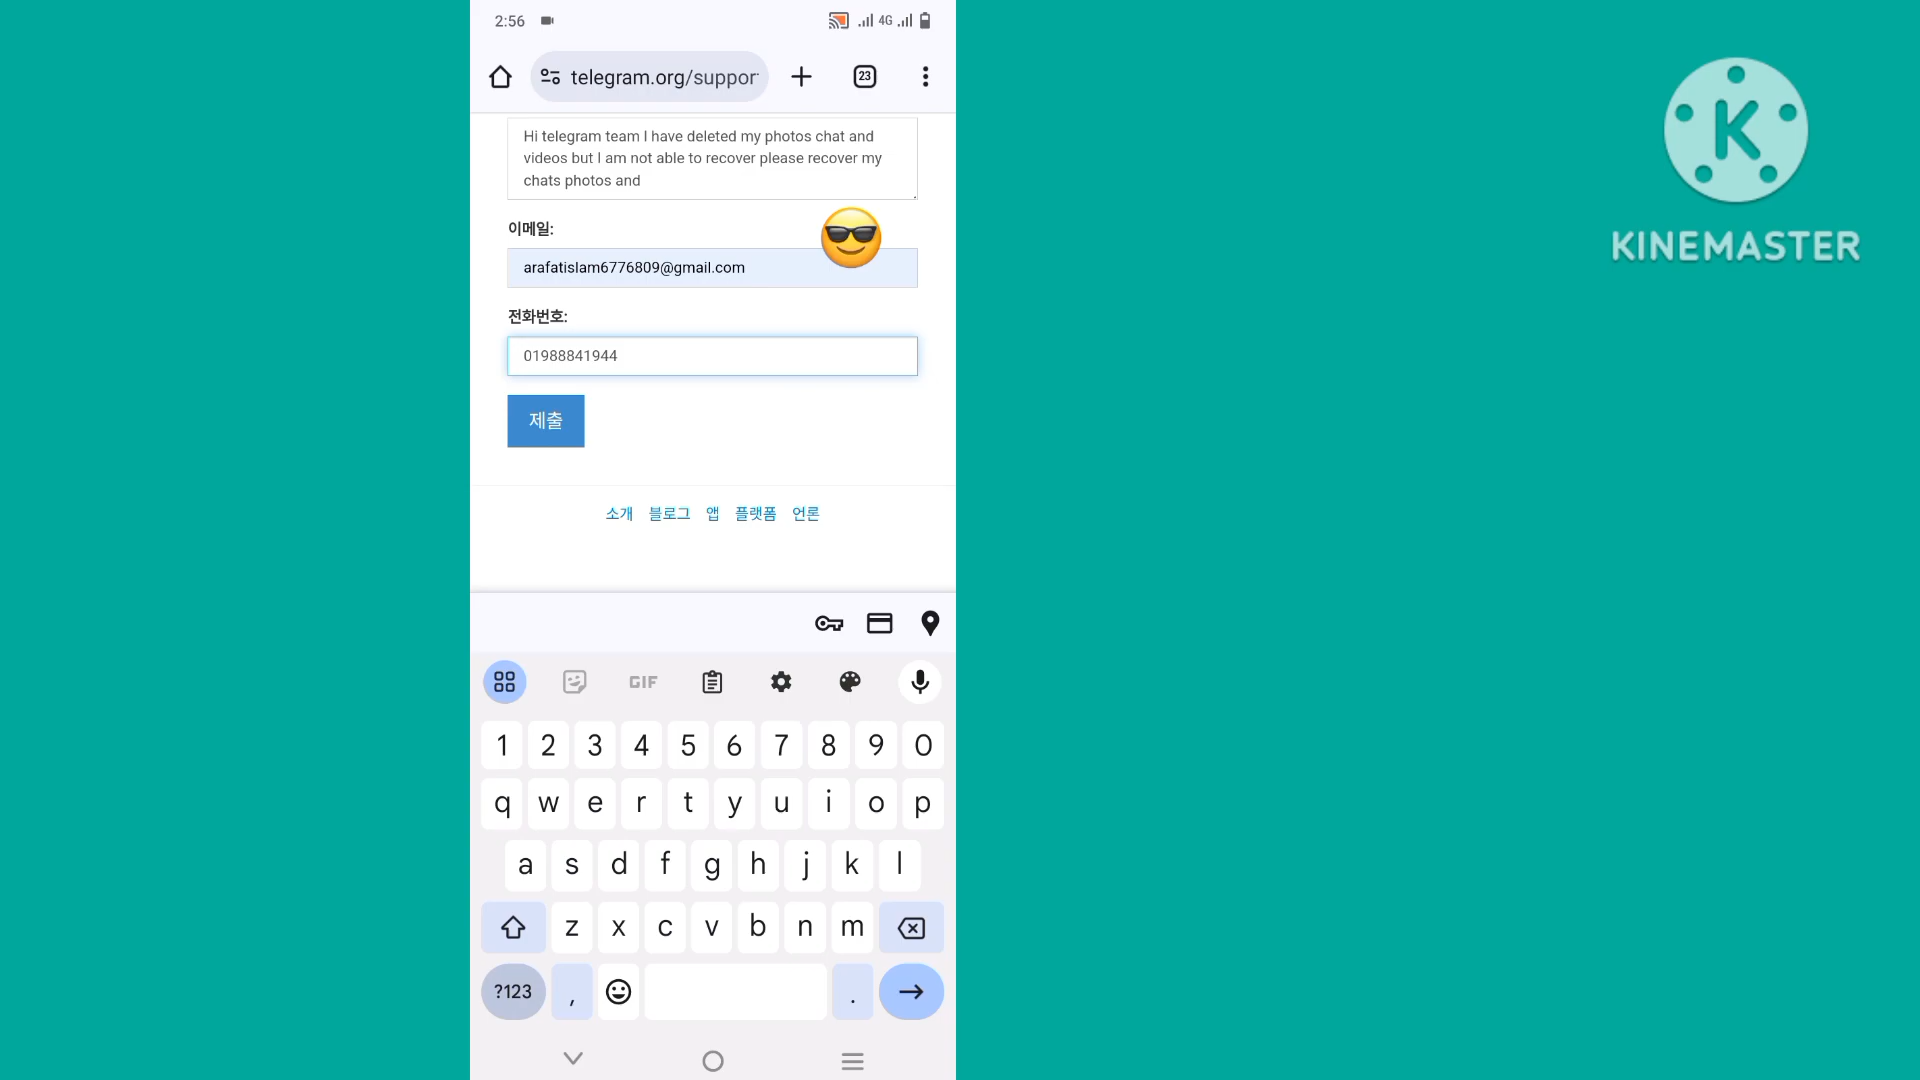 2:56
4G
telegram.org/suppor
23
Hi telegram team I have deleted my photos chat and
videos but I am not able to recover please recover my
chats photos and
이메일:
arafatislam6776809@gmail.com
전화번호:
01988841944
제출
소개 블로그 앱 플랫폼 언론
GIF
1 2 3 4 5 6 7 8 9 0
q w e r t y u i o p
a s d f g h j k l
z x c v b n m
?123 , .
K
KINEMASTER